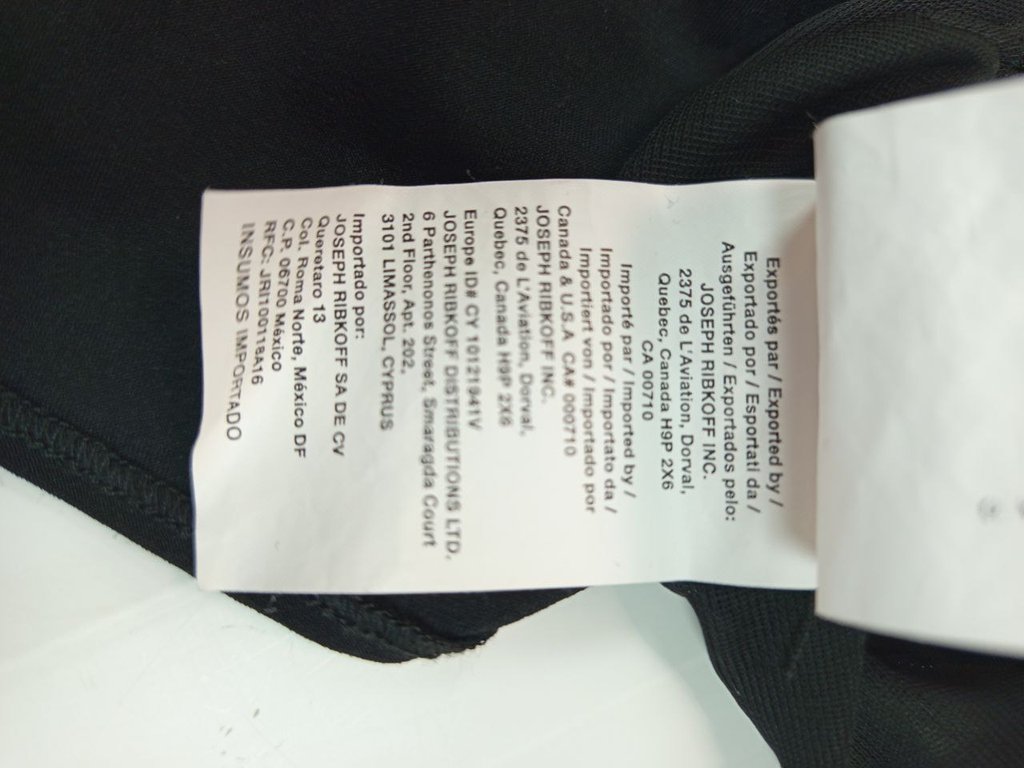 Exportés par / Exported by /
Exportado por / Esportati da /
Ausgeführten / Exportados pelo:
JOSEPH RIBKOFF INC.
2375 de L'Aviation, Dorval,
Quebec, Canada H9P 2X6
CA 00710
Importé par / Imported by /
Importado por / Importato da /
Importiert von / Importado por
Canada & U.S.A CA# 000710
JOSEPH RIBKOFF INC.
2375 de L'Aviation, Dorval,
Quebec, Canada H9P 2X6
Europe ID# CY 10121941V
JOSEPH RIBKOFF DISTRIBUTIONS LTD.
6 Parthenonos Street, Smaragda Court
2nd Floor, Apt. 202,
3101 LIMASSOL, CYPRUS
Importado por:
JOSEPH RIBKOFF SA DE CV
Queretaro 13
Col. Roma Norte, México DF
C.P. 06700 México
RFC: JRI100118A16
INSUMOS IMPORTADO